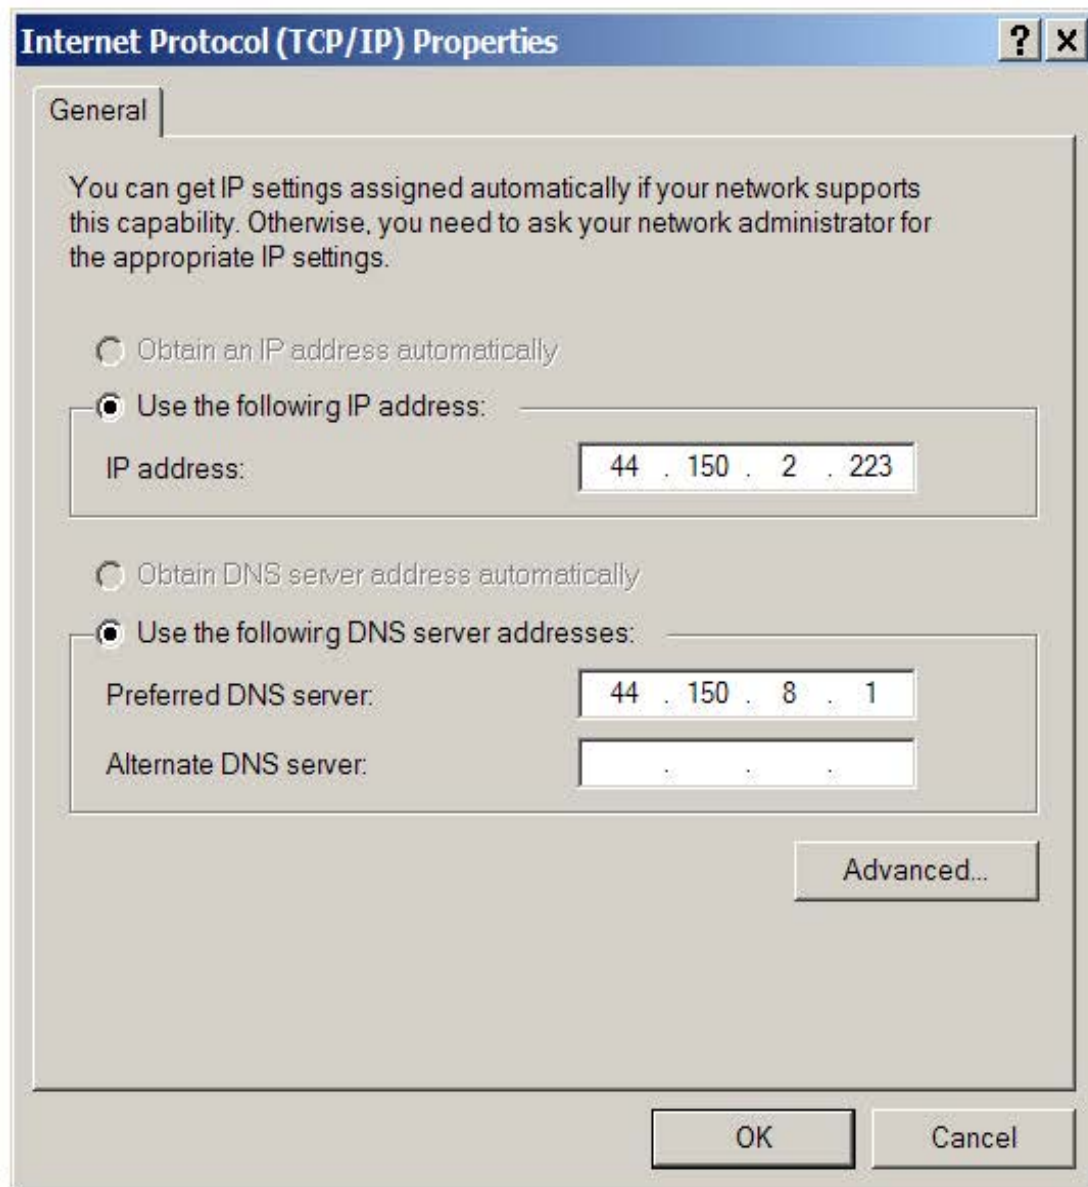 Internet Protocol (TCP/IP) Properties
General
You can get IP settings assigned automatically if your network supports
this capability. Otherwise, you need to ask your network administrator for
the appropriate IP settings.
Obtain an IP address automatically
Use the following IP address:
IP address: 44 . 150 . 2 . 223
Obtain DNS server address automatically
Use the following DNS server addresses:
Preferred DNS server: 44 . 150 . 8 . 1
Alternate DNS server: . . .
Advanced...
OK Cancel